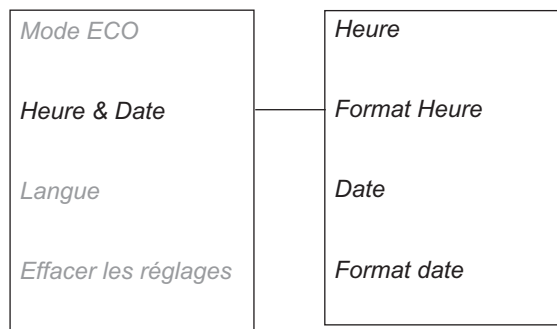 Mode ECO
Heure & Date
Langue
Effacer les réglages
Heure
Format Heure
Date
Format date